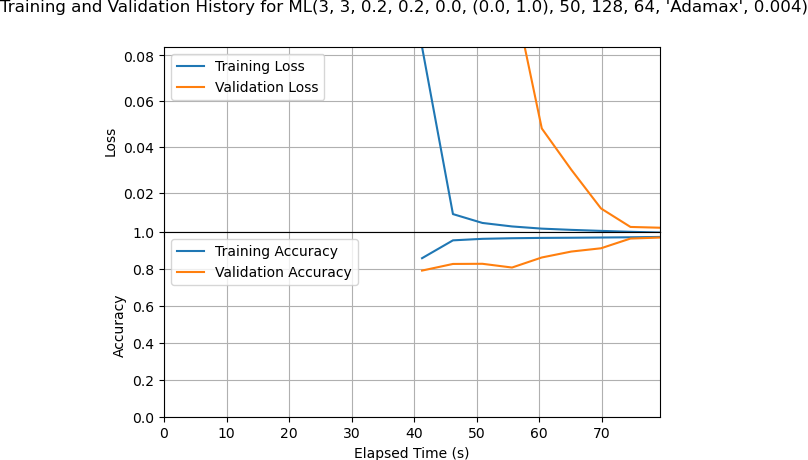 Training and Validation History for ML(3, 3, 0.2, 0.2, 0.0, (0.0, 1.0), 50, 128, 64, 'Adamax', 0.004)
0.08
0.06
0.04
0.02
Loss
Training Loss
Validation Loss
1.0
0.8
0.6
0.4
0.2
0.0
Accuracy
Training Accuracy
Validation Accuracy
0 10 20 30 40 50 60 70
Elapsed Time (s)